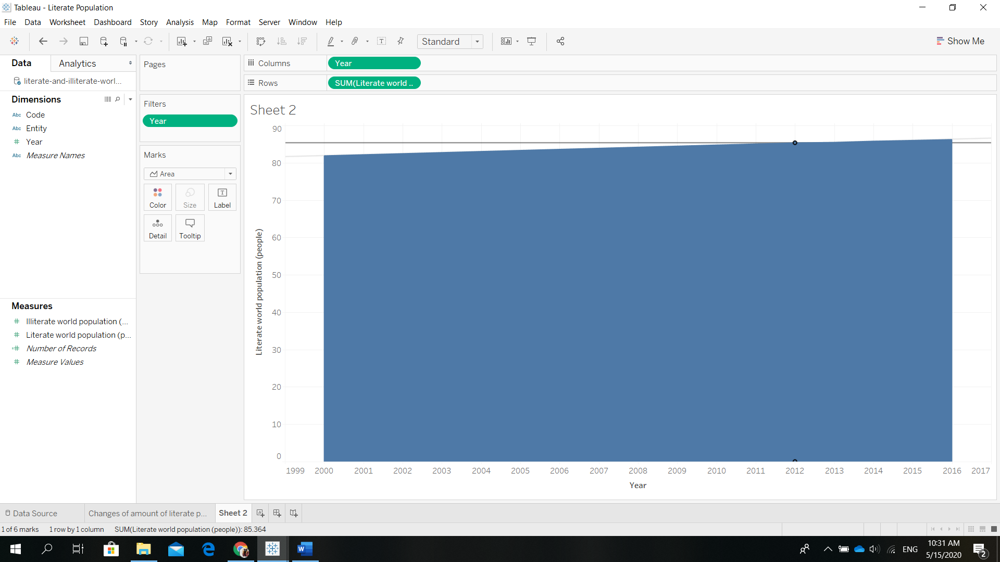 Tableau - Literate Population
File Data Worksheet Dashboard Story Analysis Map Format Server Window Help
Standard
Show Me
Data Analytics
literate-and-illiterate-worl...
Dimensions
Abc Code
Abc Entity
# Year
Abc Measure Names
Measures
# Illiterate world population (...
# Literate world population (p...
=# Number of Records
# Measure Values
Pages
Filters
Year
Marks
Area
Color Size Label
Detail Tooltip
Columns Year
Rows SUM(Literate world ..
Sheet 2
90
80
70
60
50
40
30
20
10
0
Literate world population (people)
1999 2000 2001 2002 2003 2004 2005 2006 2007 2008 2009 2010 2011 2012 2013 2014 2015 2016 2017
Year
Data Source Changes of amount of literate p... Sheet 2
1 of 6 marks 1 row by 1 column SUM(Literate world population (people)): 85.364
ENG
10:31 AM
5/15/2020
2